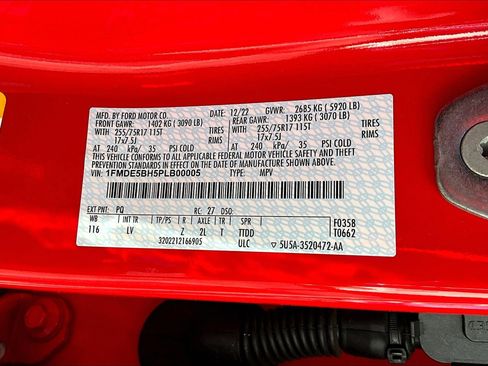 MFD. BY FORD MOTOR CO. 12/22 GVWR: 2685 KG ( 5920 LB)
FRONT GAWR: 1402 KG ( 3090 LB) REAR GAWR: 1393 KG ( 3070 LB)
WITH TIRES WITH TIRES
255/75R17 115T RIMS 255/75R17 115T RIMS
17x7.5J 17x7.5J
AT 240 kPa/ 35 PSI COLD AT 240 kPa/ 35 PSI COLD
THIS VEHICLE CONFORMS TO ALL APPLICABLE FEDERAL MOTOR VEHICLE SAFETY AND THEFT
PREVENTION STANDARDS IN EFFECT ON THE DATE OF MANUFACTURE SHOWN ABOVE.
VIN: 1FMDE5BH5PLB00005 TYPE: MPV
EXT PNT: PQ RC: 27 DSO: F0358
WB INT TR TP/PS R AXLE TR SPR T0662
116 LV Z 2L T TTDD
3202212166905 ULC ▽ 5U5A-3520472-AA